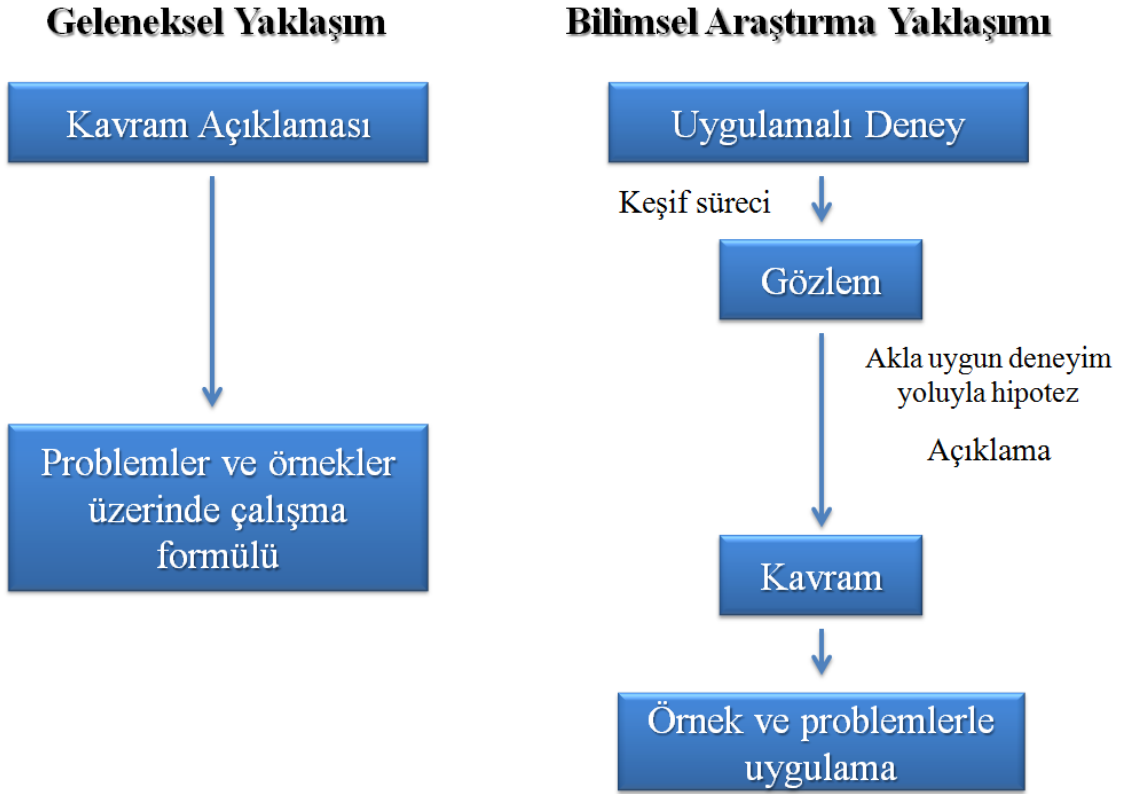 Geleneksel Yaklaşım
Kavram Açıklaması
Problemler ve örnekler
üzerinde çalışma
formülü
Bilimsel Araştırma Yaklaşımı
Uygulamalı Deney
Keşif süreci
Gözlem
Akla uygun deneyim
yoluyla hipotez
Açıklama
Kavram
Örnek ve problemlerle
uygulama